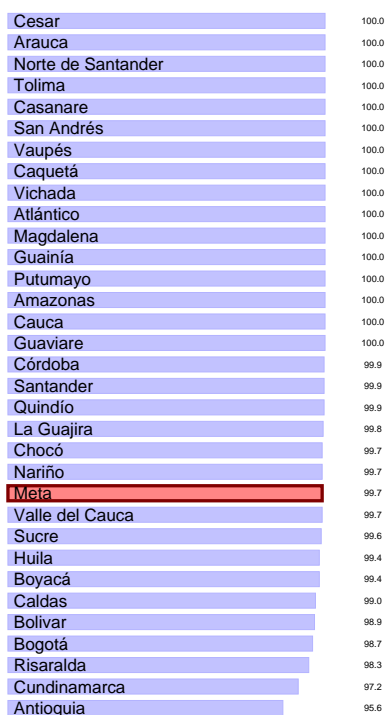 Cesar 100.0
Arauca 100.0
Norte de Santander 100.0
Tolima 100.0
Casanare 100.0
San Andrés 100.0
Vaupés 100.0
Caquetá 100.0
Vichada 100.0
Atlántico 100.0
Magdalena 100.0
Guainía 100.0
Putumayo 100.0
Amazonas 100.0
Cauca 100.0
Guaviare 100.0
Córdoba 99.9
Santander 99.9
Quindío 99.9
La Guajira 99.8
Chocó 99.7
Nariño 99.7
Meta 99.7
Valle del Cauca 99.7
Sucre 99.6
Huila 99.4
Boyacá 99.4
Caldas 99.0
Bolivar 98.9
Bogotá 98.7
Risaralda 98.3
Cundinamarca 97.2
Antioquia 95.6